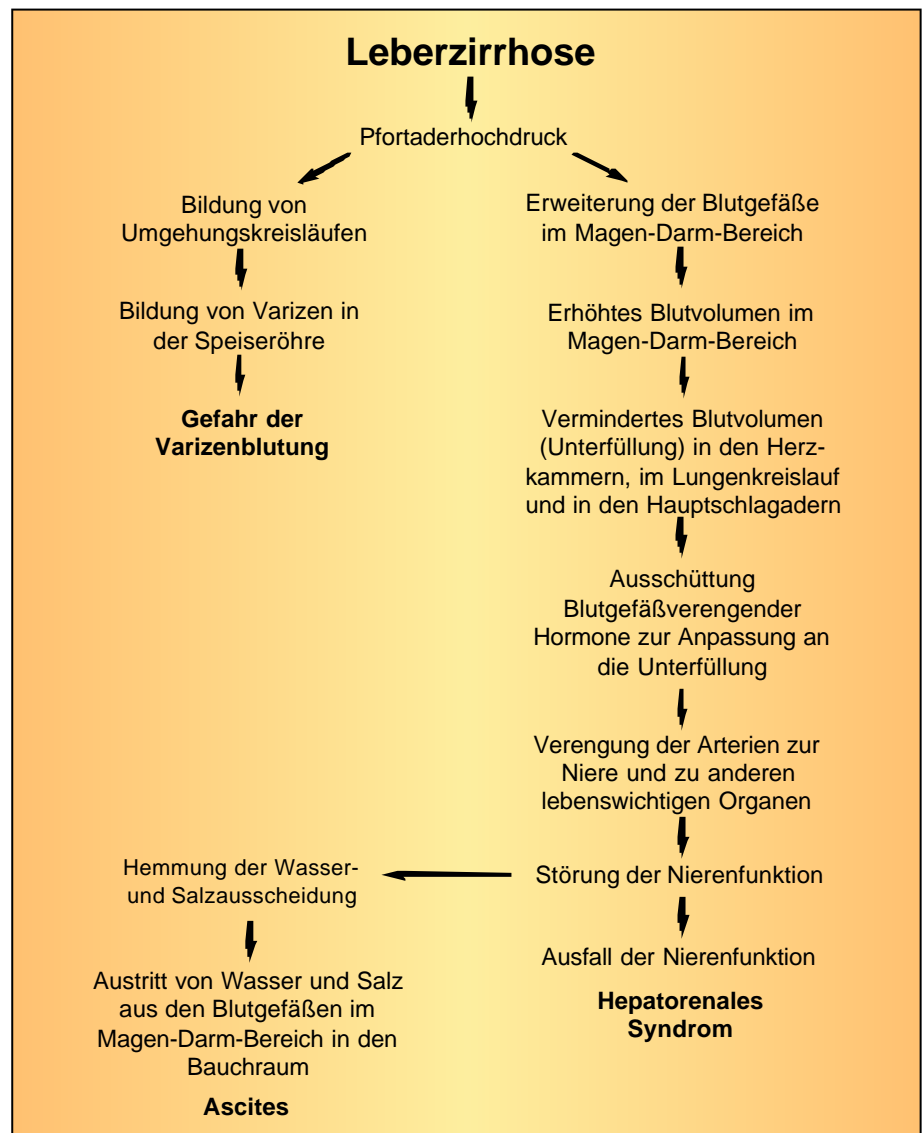 Leberzirrhose
Pfortaderhochdruck
Bildung von
Umgehungskreisläufen
Bildung von Varizen in
der Speiseröhre
Gefahr der
Varizenblutung
Erweiterung der Blutgefäße
im Magen-Darm-Bereich
Erhöhtes Blutvolumen im
Magen-Darm-Bereich
Vermindertes Blutvolumen
(Unterfüllung) in den Herz-
kammern, im Lungenkreislauf
und in den Hauptschlagadern
Ausschüttung
Blutgefäßverengender
Hormone zur Anpassung an
die Unterfüllung
Verengung der Arterien zur
Niere und zu anderen
lebenswichtigen Organen
Störung der Nierenfunktion
Ausfall der Nierenfunktion
Hepatorenales
Syndrom
Hemmung der Wasser-
und Salzausscheidung
Austritt von Wasser und Salz
aus den Blutgefäßen im
Magen-Darm-Bereich in den
Bauchraum
Ascites